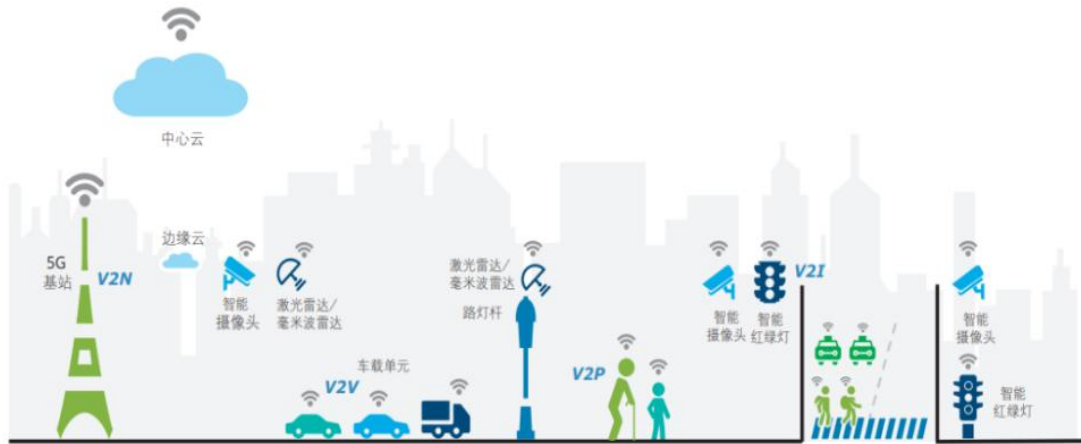 中心云
5G
基站
V2N
边缘云
智能
摄像头
激光雷达/
毫米波雷达
车载单元
V2V
激光雷达/
毫米波雷达
路灯杆
V2P
智能
摄像头
智能
红绿灯
V2I
智能
摄像头
智能
红绿灯